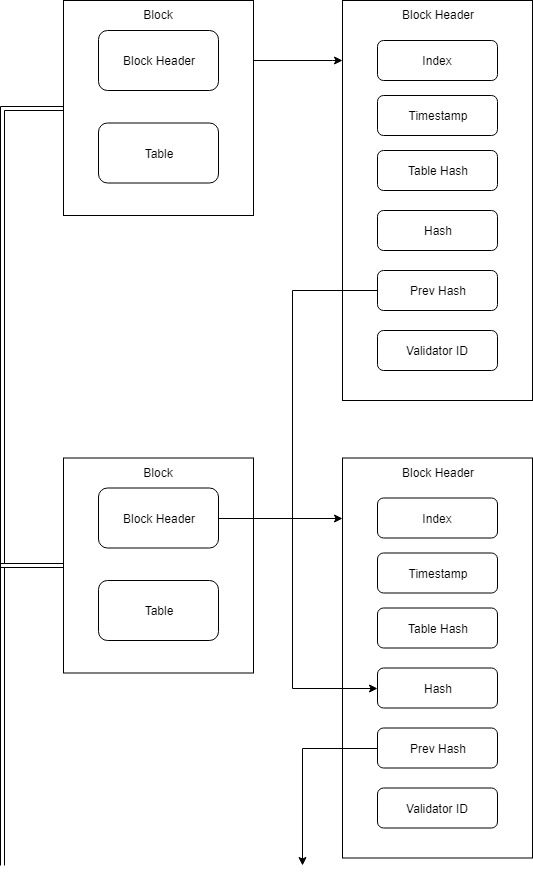 Block
Block Header
Table
Block Header
Index
Timestamp
Table Hash
Hash
Prev Hash
Validator ID
Block
Block Header
Table
Block Header
Index
Timestamp
Table Hash
Hash
Prev Hash
Validator ID